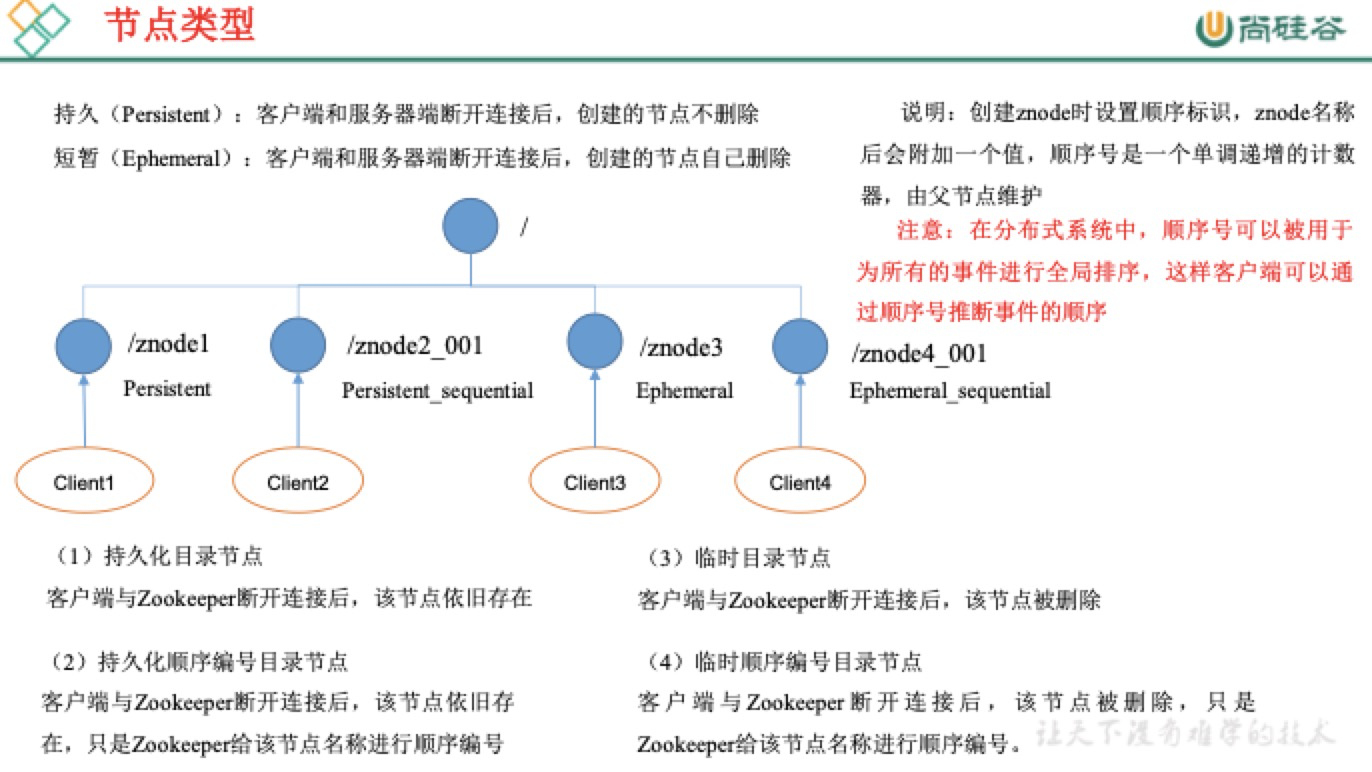 节点类型
尚硅谷
持久（Persistent）：客户端和服务器端断开连接后，创建的节点不删除
短暂（Ephemeral）：客户端和服务器端断开连接后，创建的节点自己删除
说明：创建znode时设置顺序标识，znode名称
后会附加一个值，顺序号是一个单调递增的计数
器，由父节点维护
注意：在分布式系统中，顺序号可以被用于
为所有的事件进行全局排序，这样客户端可以通
过顺序号推断事件的顺序
/
/znode1
Persistent
/znode2_001
Persistent_sequential
/znode3
Ephemeral
/znode4_001
Ephemeral_sequential
Client1
Client2
Client3
Client4
（1）持久化目录节点
客户端与Zookeeper断开连接后，该节点依旧存在
（2）持久化顺序编号目录节点
客户端与Zookeeper断开连接后，该节点依旧存
在，只是Zookeeper给该节点名称进行顺序编号
（3）临时目录节点
客户端与Zookeeper断开连接后，该节点被删除
（4）临时顺序编号目录节点
客户端与Zookeeper断开连接后，该节点被删除，只是
Zookeeper给该节点名称进行顺序编号。
让天下没有难学的技术